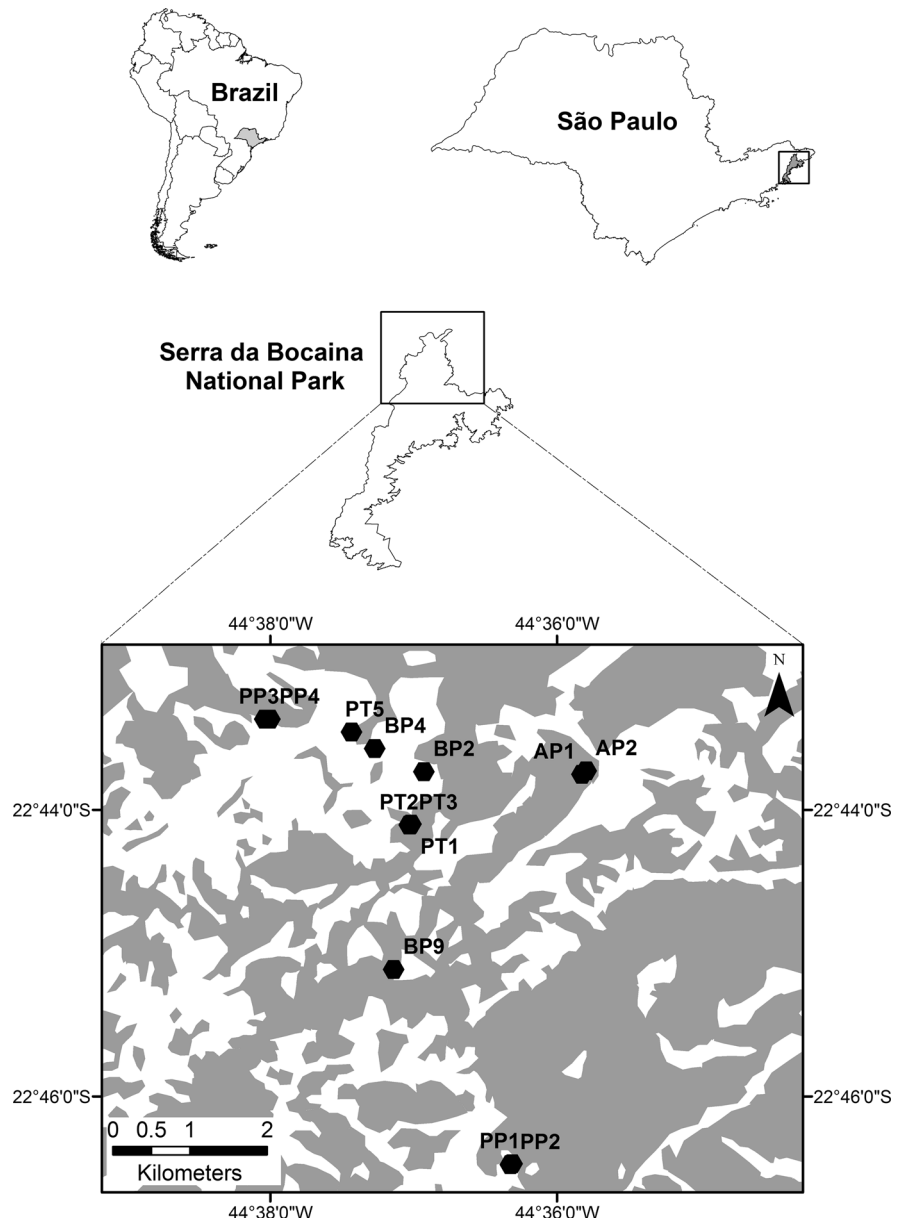 Brazil
São Paulo
Serra da Bocaina
National Park
44°38'0"W
44°36'0"W
N
PP3PP4
PT5
BP4
BP2
AP1
AP2
22°44'0"S
22°44'0"S
PT2PT3
PT1
BP9
22°46'0"S
22°46'0"S
0 0.5 1 2
Kilometers
PP1PP2
44°38'0"W
44°36'0"W